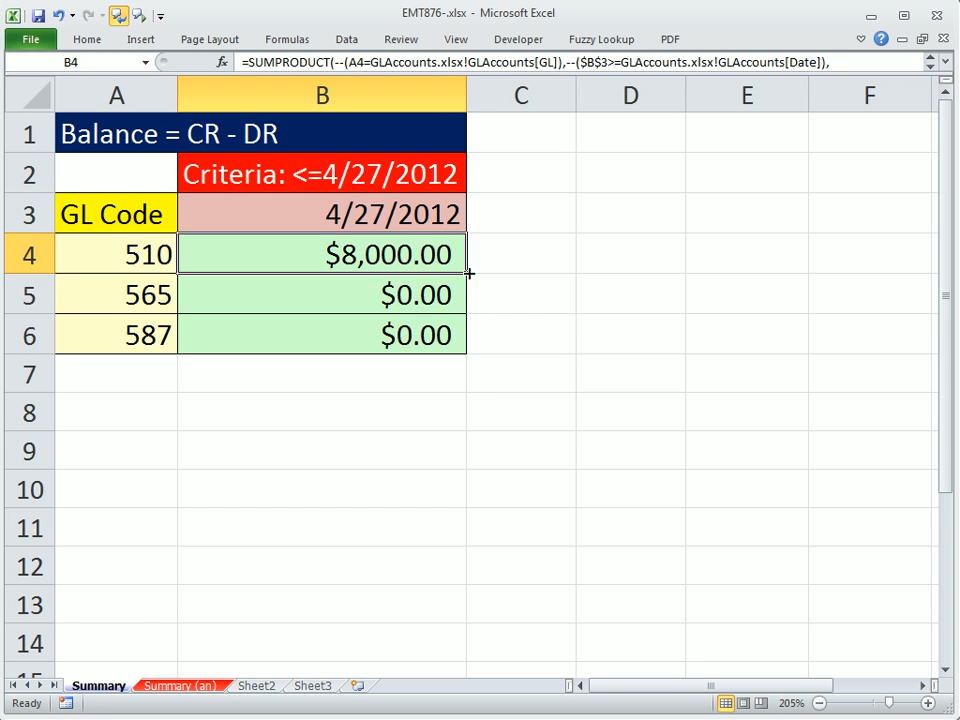 EMT876-.xlsx - Microsoft Excel
File Home Insert Page Layout Formulas Data Review View Developer Fuzzy Lookup PDF
B4 fx =SUMPRODUCT(--(A4=GLAccounts.xlsx!GLAccounts[GL]),--($B$3>=GLAccounts.xlsx!GLAccounts[Date]),
A B C D E F
1 Balance = CR - DR
2 Criteria: <=4/27/2012
3 GL Code 4/27/2012
4 510 $8,000.00
5 565 $0.00
6 587 $0.00
7
8
9
10
11
12
13
14
Summary Summary (an) Sheet2 Sheet3
Ready 205%